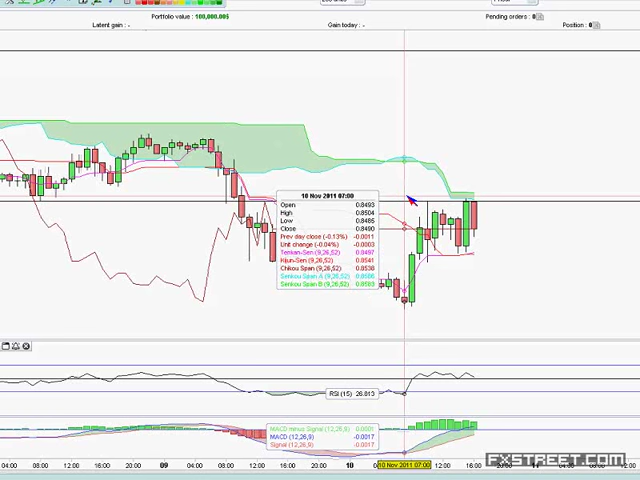 Portfolio value : 100,000.00$
Pending orders : 0
Latent gain : -
Gain today : -
Position : 0
10 Nov 2011 07:00
Open 0.8493
High 0.8504
Low 0.8485
Close 0.8490
Prev day close (-0.13%) -0.0011
Unit change (-0.04%) -0.0003
Tenkan-Sen (9,26,52) 0.8497
Kijun-Sen (9,26,52) 0.8541
Chikou Span (9,26,52) 0.8538
Senkou Span A (9,26,52)
Senkou Span B (9,26,52)
RSI (15) 26.813
MACD minus Signal (12,26,9) 0.0001
MACD (12,26,9) -0.0017
Signal (12,26,9) -0.0017
04:00 08:00 12:00 16:00 20:00 09 04:00 08:00 12:00 16:00 20:00 10 10 Nov 2011 07:00 12:00 16:00
FXSTREET.COM